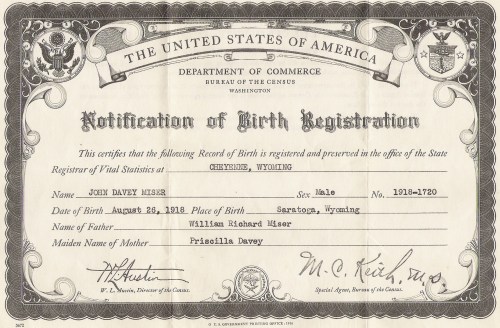 THE UNITED STATES OF AMERICA
DEPARTMENT OF COMMERCE
BUREAU OF THE CENSUS
WASHINGTON
Notification of Birth Registration
This certifies that the following Record of Birth is registered and preserved in the office of the State
Registrar of Vital Statistics at CHEYENNE, WYOMING
Name JOHN DAVEY MISER Sex Male No. 1918-1720
Date of Birth August 26, 1918 Place of Birth Saratoga, Wyoming
Name of Father William Richard Miser
Maiden Name of Mother Priscilla Davey
W L Austin M. C. Keith, M.D.
W. L. Austin, Director of the Census. Special Agent, Bureau of the Census.
U. S. GOVERNMENT PRINTING OFFICE